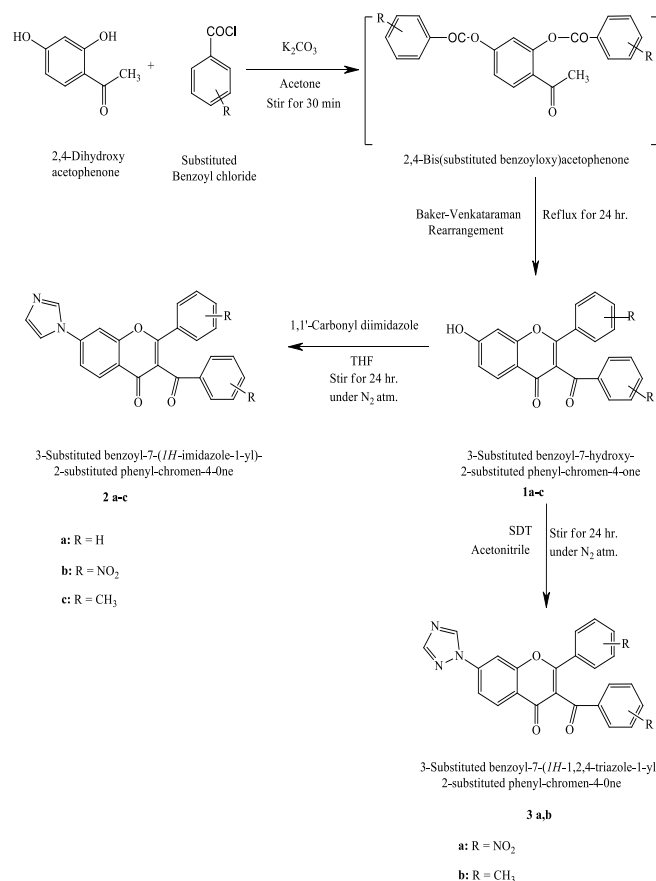 HO
OH
CH3
O
+
COCl
R
K2CO3
Acetone
Stir for 30 min
R
OC-O
O
OCO
CH3
O
R
2,4-Dihydroxy
acetophenone
Substituted
Benzoyl chloride
2,4-Bis(substituted benzoyloxy)acetophenone
Baker-Venkataraman
Rearrangement
Reflux for 24 hr.
N
N
O
R
O
O
R
1,1'-Carbonyl diimidazole
THF
Stir for 24 hr.
under N2 atm.
HO
O
R
O
O
R
3-Substituted benzoyl-7-(1H-imidazole-1-yl)-
2-substituted phenyl-chromen-4-0ne
2 a-c
3-Substituted benzoyl-7-hydroxy-
2-substituted phenyl-chromen-4-one
1a-c
a: R = H
b: R = NO2
c: R = CH3
SDT
Acetonitrile
Stir for 24 hr.
under N2 atm.
N
N
N
O
R
O
O
R
3-Substituted benzoyl-7-(1H-1,2,4-triazole-1-yl
2-substituted phenyl-chromen-4-0ne
3 a,b
a: R = NO2
b: R = CH3